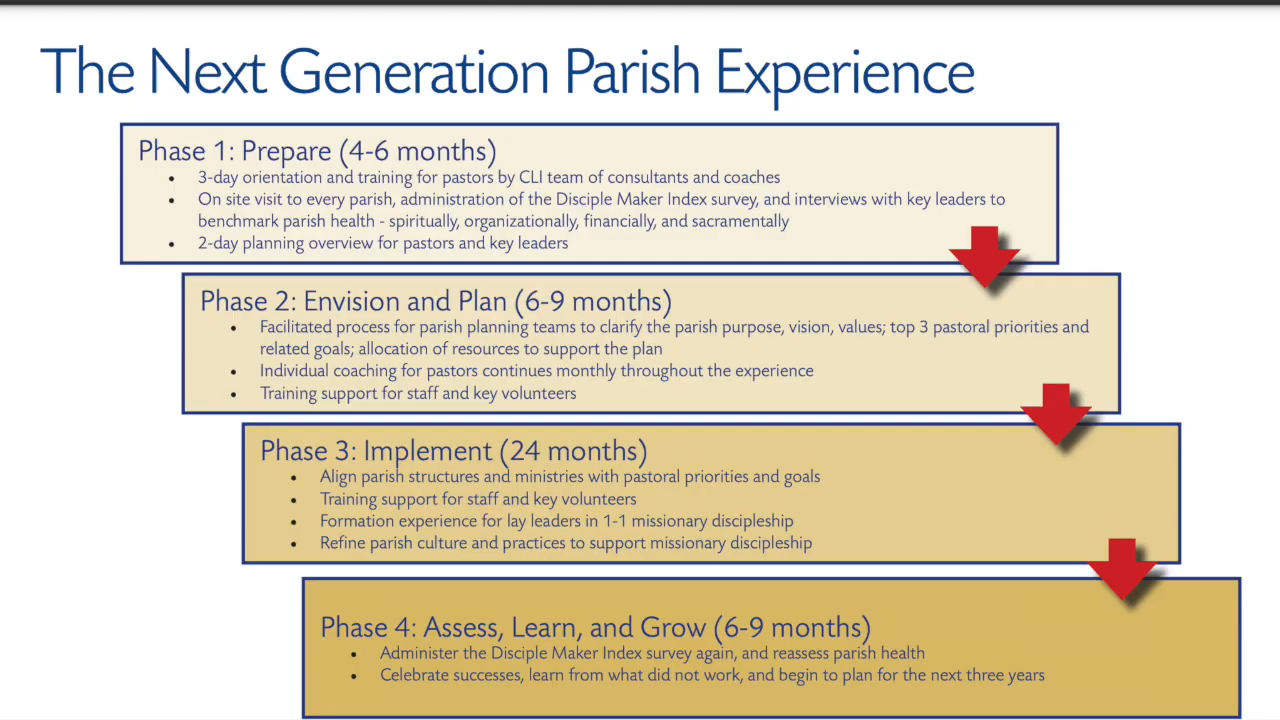 The Next Generation Parish Experience
Phase 1: Prepare (4-6 months)
• 3-day orientation and training for pastors by CLI team of consultants and coaches
• On site visit to every parish, administration of the Disciple Maker Index survey, and interviews with key leaders to
benchmark parish health - spiritually, organizationally, financially, and sacramentally
• 2-day planning overview for pastors and key leaders
Phase 2: Envision and Plan (6-9 months)
• Facilitated process for parish planning teams to clarify the parish purpose, vision, values; top 3 pastoral priorities and
related goals; allocation of resources to support the plan
• Individual coaching for pastors continues monthly throughout the experience
• Training support for staff and key volunteers
Phase 3: Implement (24 months)
• Align parish structures and ministries with pastoral priorities and goals
• Training support for staff and key volunteers
• Formation experience for lay leaders in 1-1 missionary discipleship
• Refine parish culture and practices to support missionary discipleship
Phase 4: Assess, Learn, and Grow (6-9 months)
• Administer the Disciple Maker Index survey again, and reassess parish health
• Celebrate successes, learn from what did not work, and begin to plan for the next three years